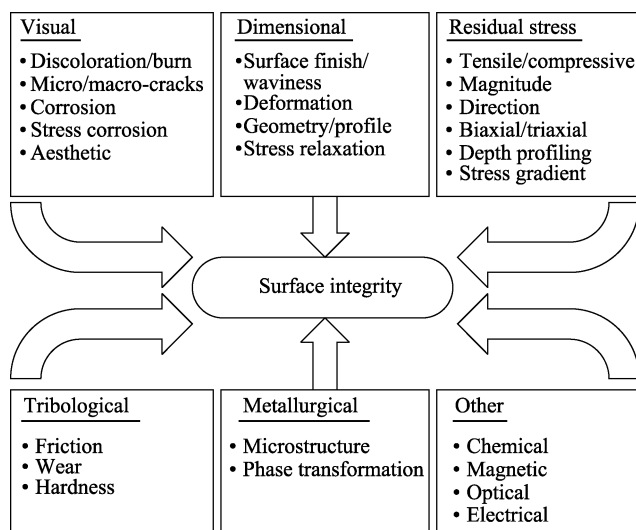 Visual
• Discoloration/burn
• Micro/macro-cracks
• Corrosion
• Stress corrosion
• Aesthetic
Dimensional
•Surface finish/
waviness
•Deformation
•Geometry/profile
•Stress relaxation
Residual stress
• Tensile/compressive
• Magnitude
• Direction
• Biaxial/triaxial
• Depth profiling
• Stress gradient
Surface integrity
Tribological
• Friction
• Wear
• Hardness
Metallurgical
• Microstructure
• Phase transformation
Other
• Chemical
• Magnetic
• Optical
• Electrical